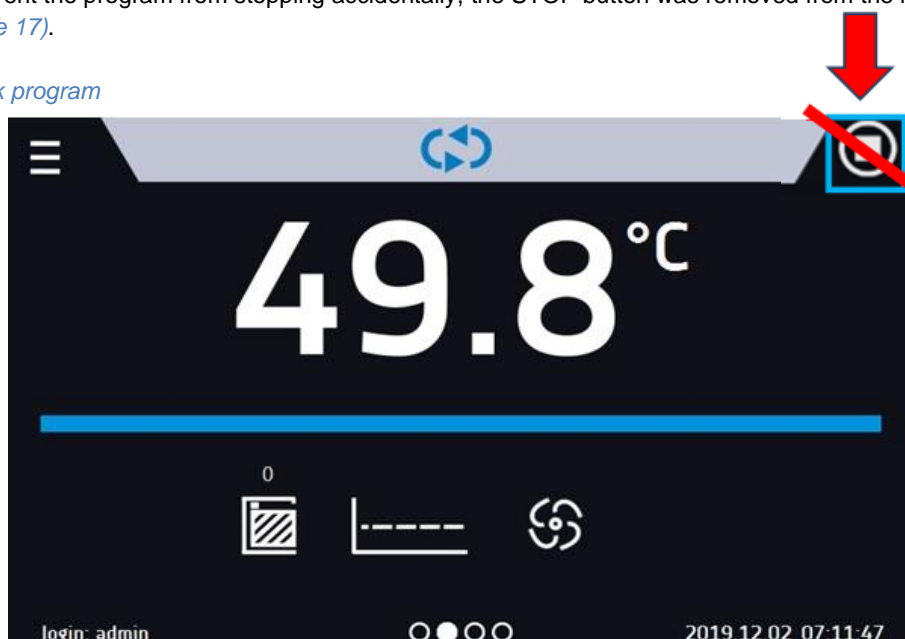 the program from stopping accidentally, the STOP button was removed from the
17).
program
49.8°C
0
login: admin
2019.12.02 07:11:47